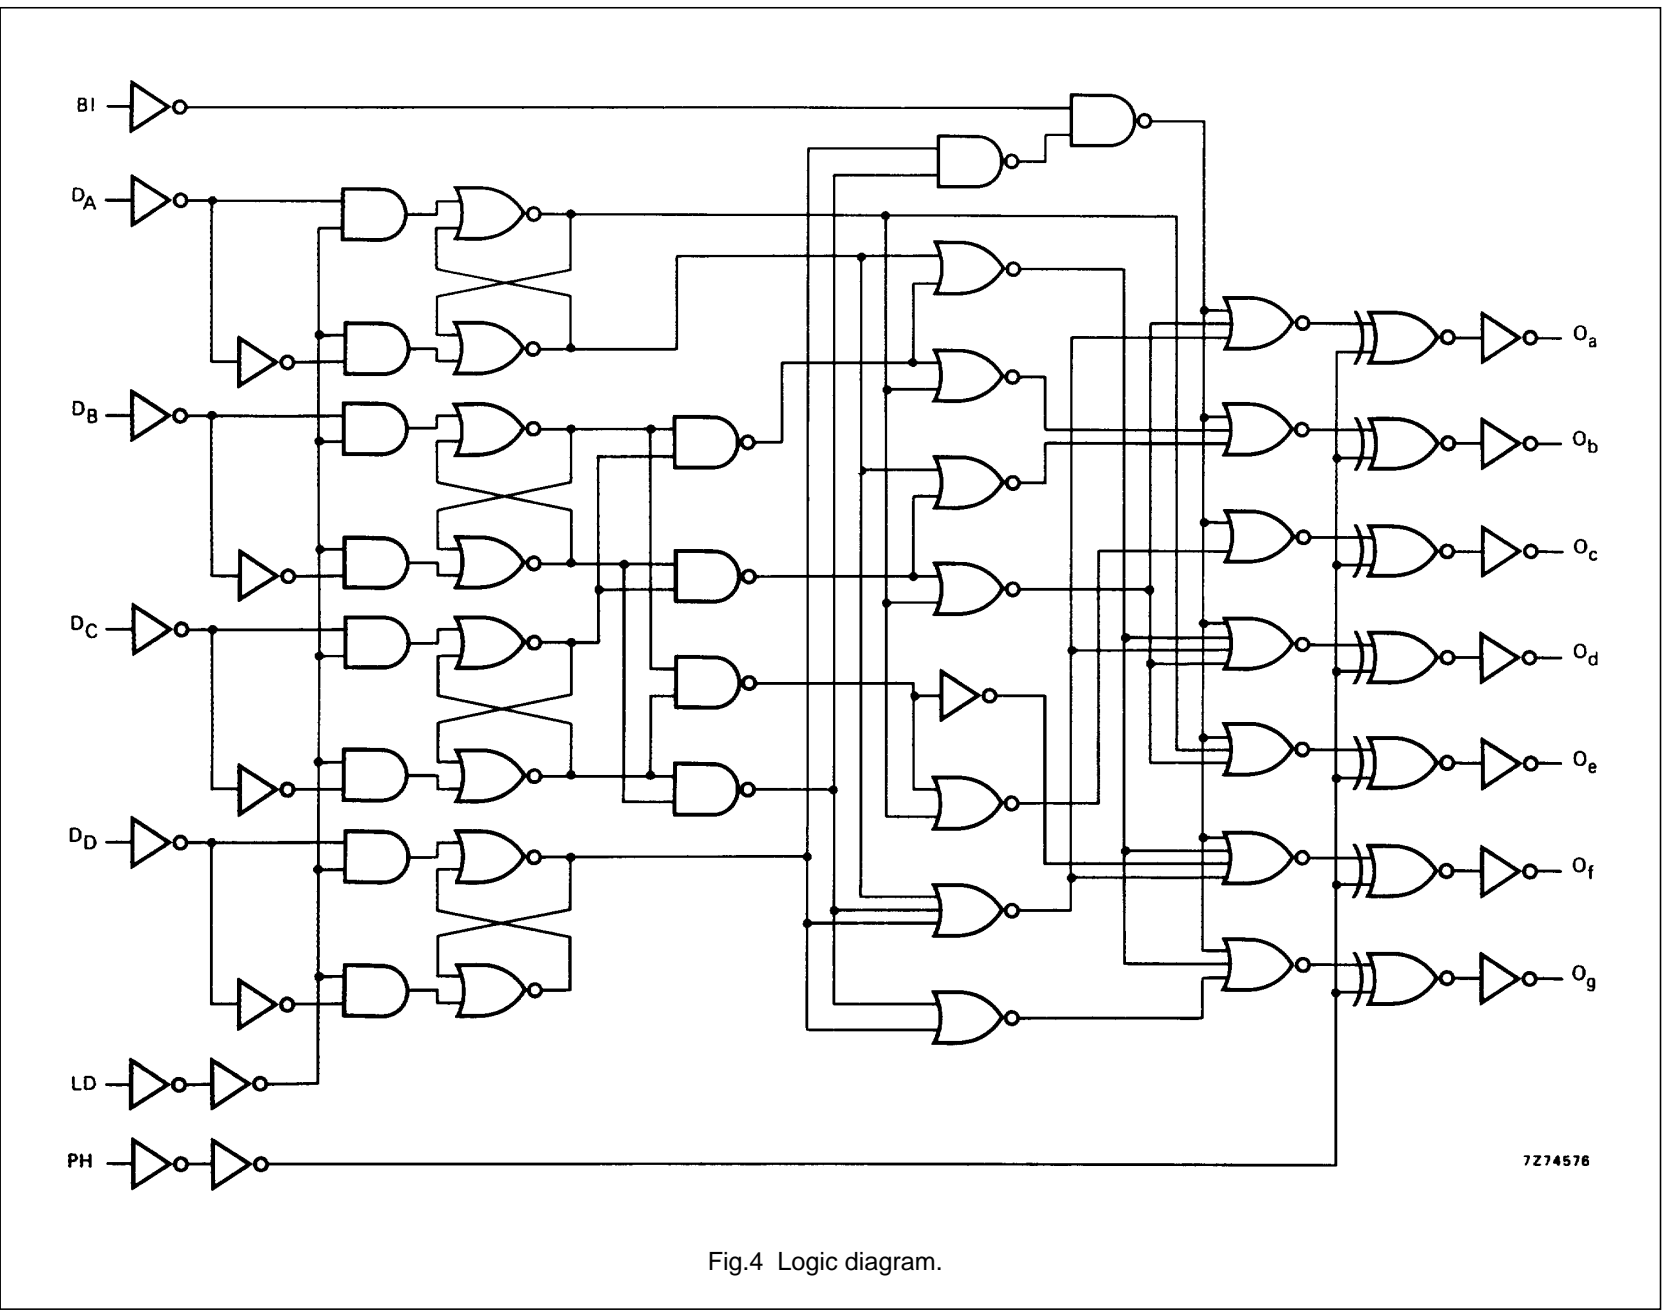 BI
DA
DB
DC
DD
LD
PH
Oa
Ob
Oc
Od
Oe
Of
Og
7Z74576
Fig.4 Logic diagram.